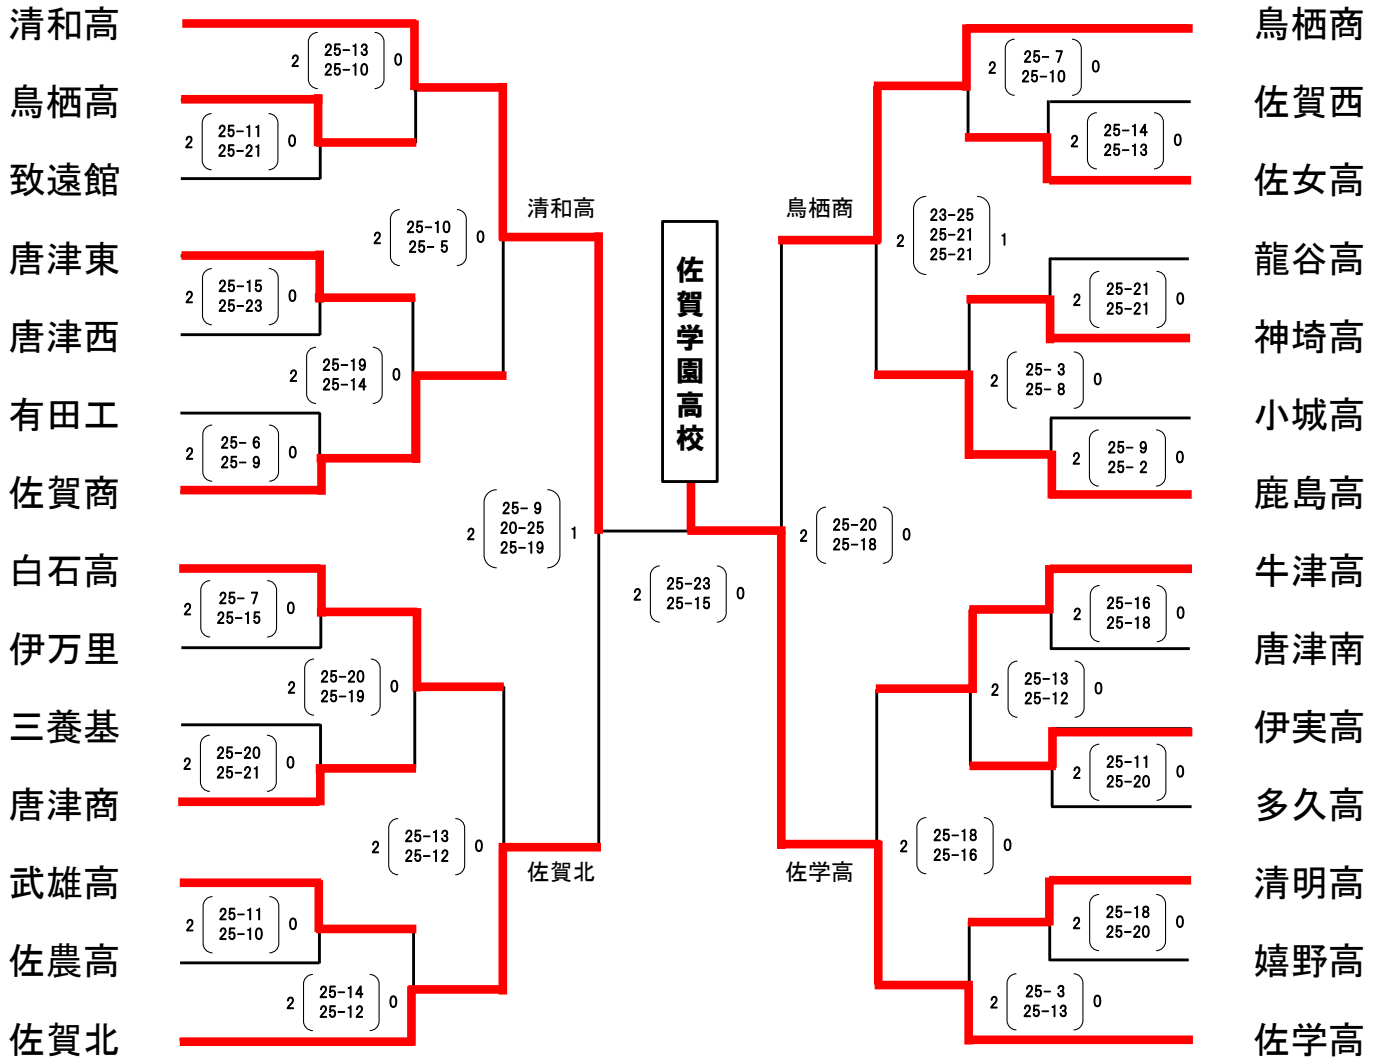 清和高
2 25-13 0
25-10
鳥栖高
2 25-11 0
25-21
致遠館
2 25-10 0
25- 5
清和高
唐津東
2 25-15 0
25-23
唐津西
2 25-19 0
25-14
有田工
2 25- 6 0
25- 9
佐賀商
2 25- 9 1
20-25
25-19
白石高
2 25- 7 0
25-15
伊万里
2 25-20 0
25-19
三養基
2 25-20 0
25-21
唐津商
2 25-13 0
25-12
佐賀北
武雄高
2 25-11 0
25-10
佐農高
2 25-14 0
25-12
佐賀北
佐賀学園高校
2 25-23 0
25-15
鳥栖商
2 25- 7 0
25-10
佐賀西
2 25-14 0
25-13
佐女高
鳥栖商
2 23-25 1
25-21
25-21
龍谷高
2 25-21 0
25-21
神埼高
2 25- 3 0
25- 8
小城高
2 25- 9 0
25- 2
鹿島高
2 25-20 0
25-18
牛津高
2 25-16 0
25-18
唐津南
2 25-13 0
25-12
伊実高
2 25-11 0
25-20
多久高
2 25-18 0
25-16
佐学高
清明高
2 25-18 0
25-20
嬉野高
2 25- 3 0
25-13
佐学高